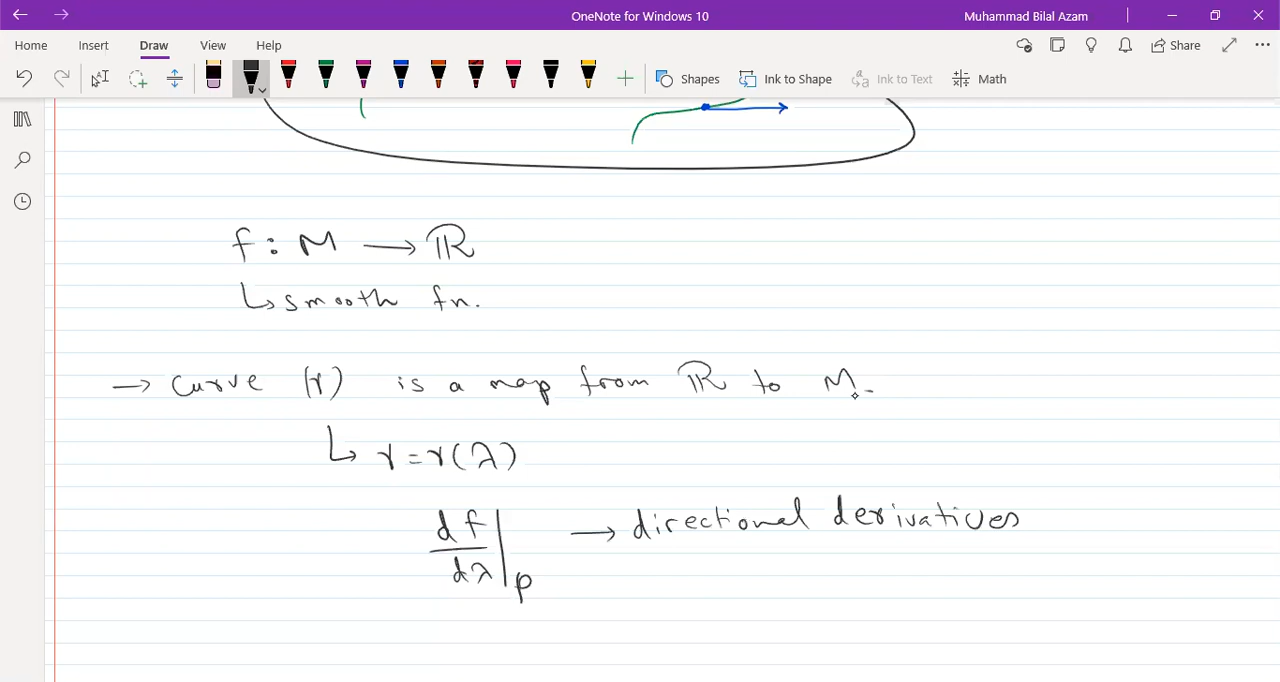 OneNote for Windows 10
Muhammad Bilal Azam
Home Insert Draw View Help
Share
Shapes Ink to Shape Ink to Text Math
f : M → ℝ
↳ smooth fn.
→ Curve (γ) is a map from ℝ to M.
↳ γ = γ(λ)
df/dλ|p → directional derivatives